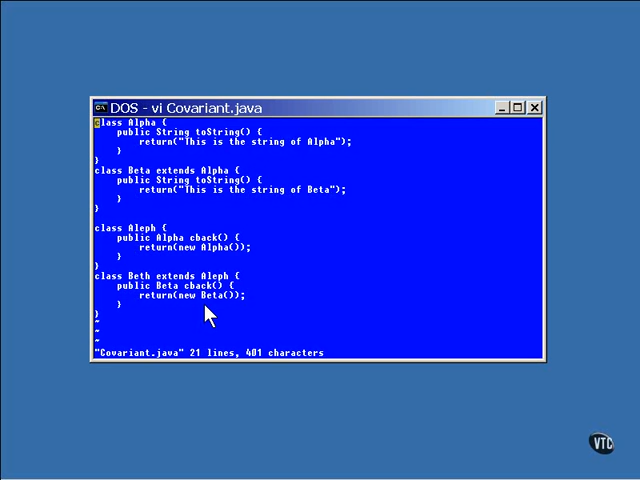 DOS - vi Covariant.java
class Alpha {
public String toString() {
return("This is the string of Alpha");
}
}
class Beta extends Alpha {
public String toString() {
return("This is the string of Beta");
}
}
class Aleph {
public Alpha cback() {
return(new Alpha());
}
}
class Beth extends Aleph {
public Beta cback() {
return(new Beta());
}
}
~
~
~
"Covariant.java" 21 lines, 401 characters
VTC